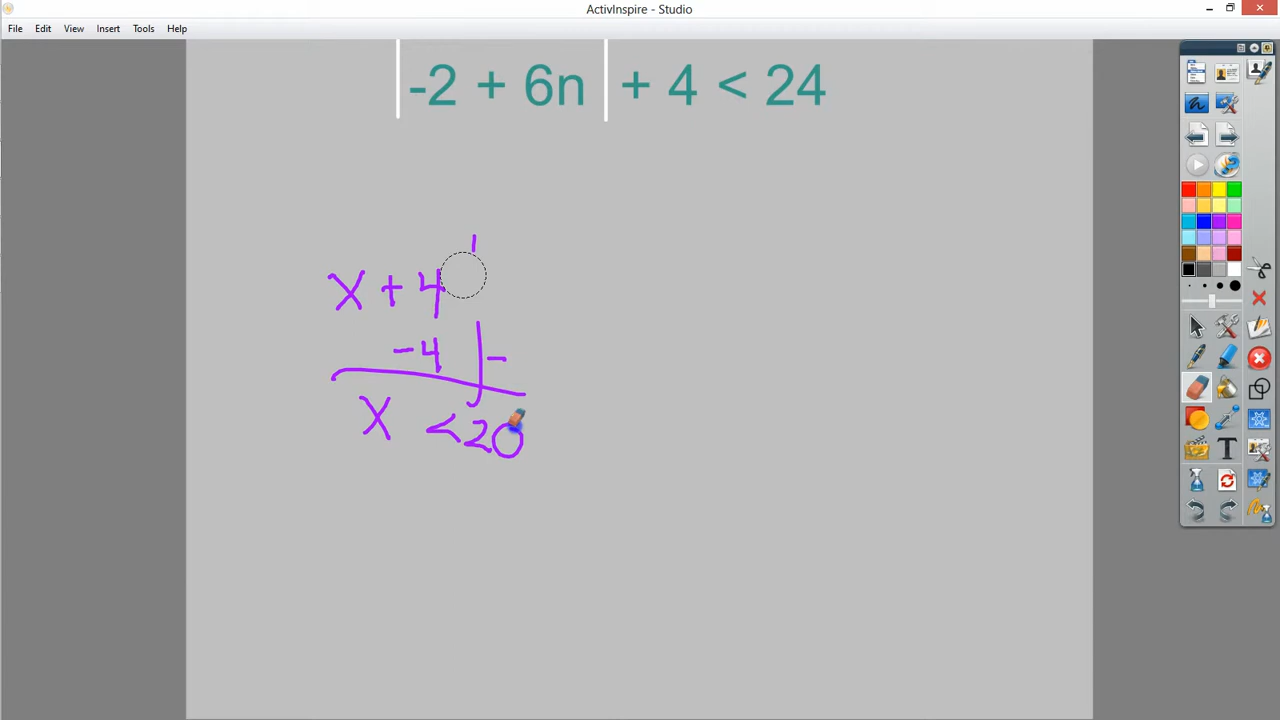 ActivInspire - Studio
File Edit View Insert Tools Help
|-2 + 6n| + 4 < 24
x + 4
-4 -
x <20
T